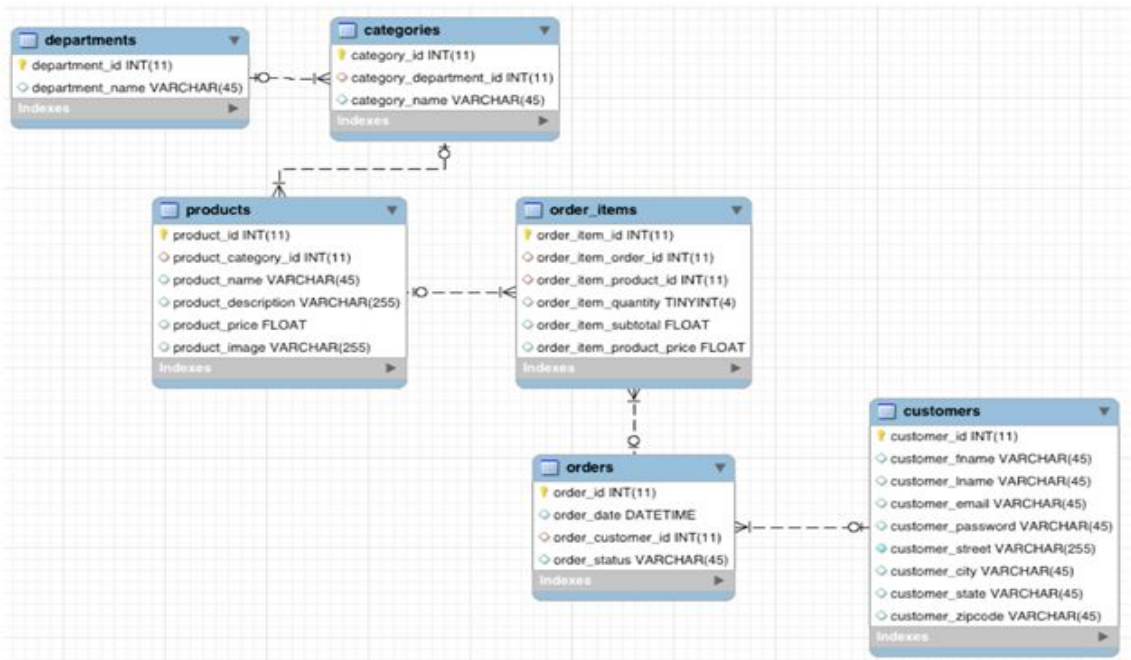 departments
department_id INT(11)
department_name VARCHAR(45)
Indexes
categories
category_id INT(11)
category_department_id INT(11)
category_name VARCHAR(45)
Indexes
products
product_id INT(11)
product_category_id INT(11)
product_name VARCHAR(45)
product_description VARCHAR(255)
product_price FLOAT
product_image VARCHAR(255)
Indexes
order_items
order_item_id INT(11)
order_item_order_id INT(11)
order_item_product_id INT(11)
order_item_quantity TINYINT(4)
order_item_subtotal FLOAT
order_item_product_price FLOAT
Indexes
orders
order_id INT(11)
order_date DATETIME
order_customer_id INT(11)
order_status VARCHAR(45)
Indexes
customers
customer_id INT(11)
customer_fname VARCHAR(45)
customer_lname VARCHAR(45)
customer_email VARCHAR(45)
customer_password VARCHAR(45)
customer_street VARCHAR(255)
customer_city VARCHAR(45)
customer_state VARCHAR(45)
customer_zipcode VARCHAR(45)
Indexes